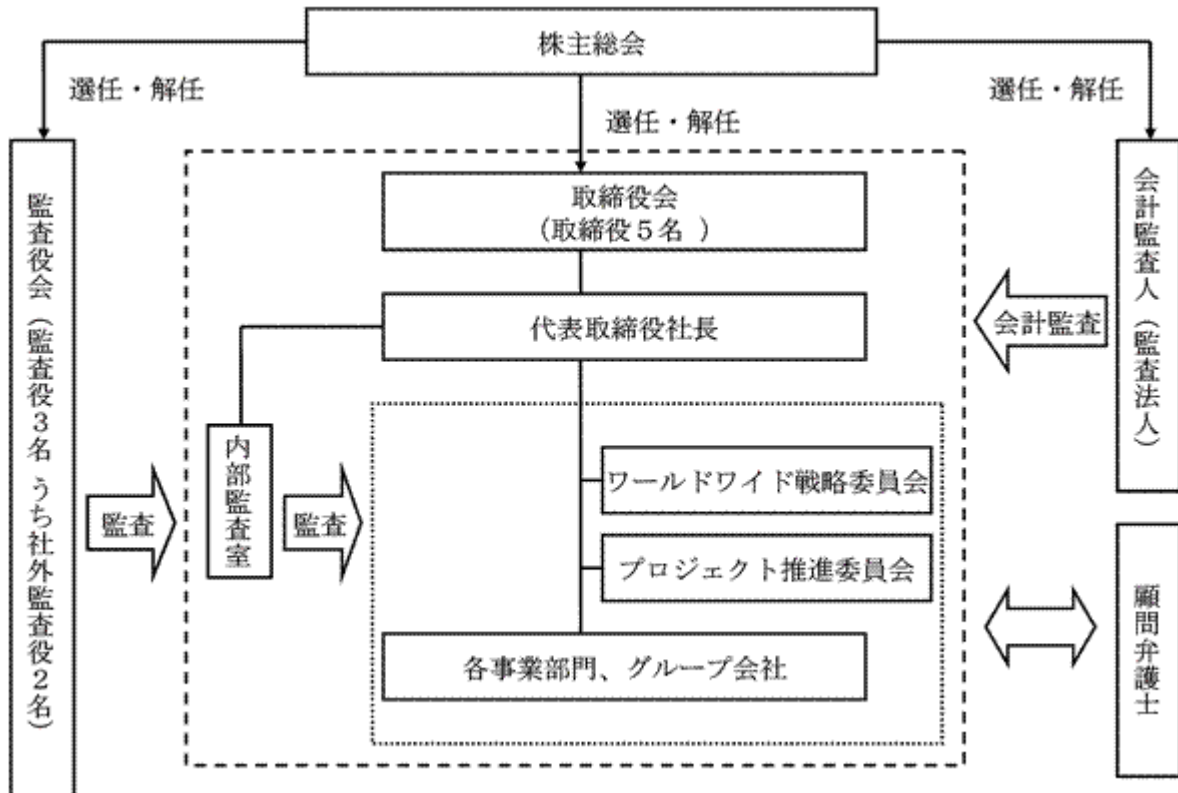 株主総会
選任・解任
選任・解任
選任・解任
監査役会（監査役３名 うち社外監査役２名）
取締役会
（取締役５名 ）
会計監査人（監査法人）
代表取締役社長
会計監査
内部監査室
ワールドワイド戦略委員会
監査
監査
プロジェクト推進委員会
顧問弁護士
各事業部門、グループ会社